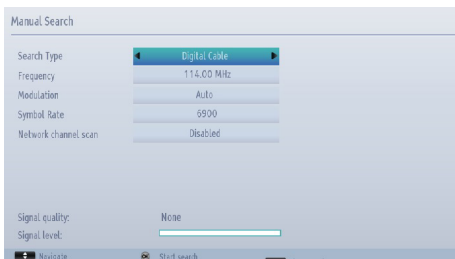 Manual Search
Search Type Digital Cable
Frequency 114.00 MHz
Modulation Auto
Symbol Rate 6900
Network channel scan Disabled
Signal quality: None
Signal level:
Navigate Start search